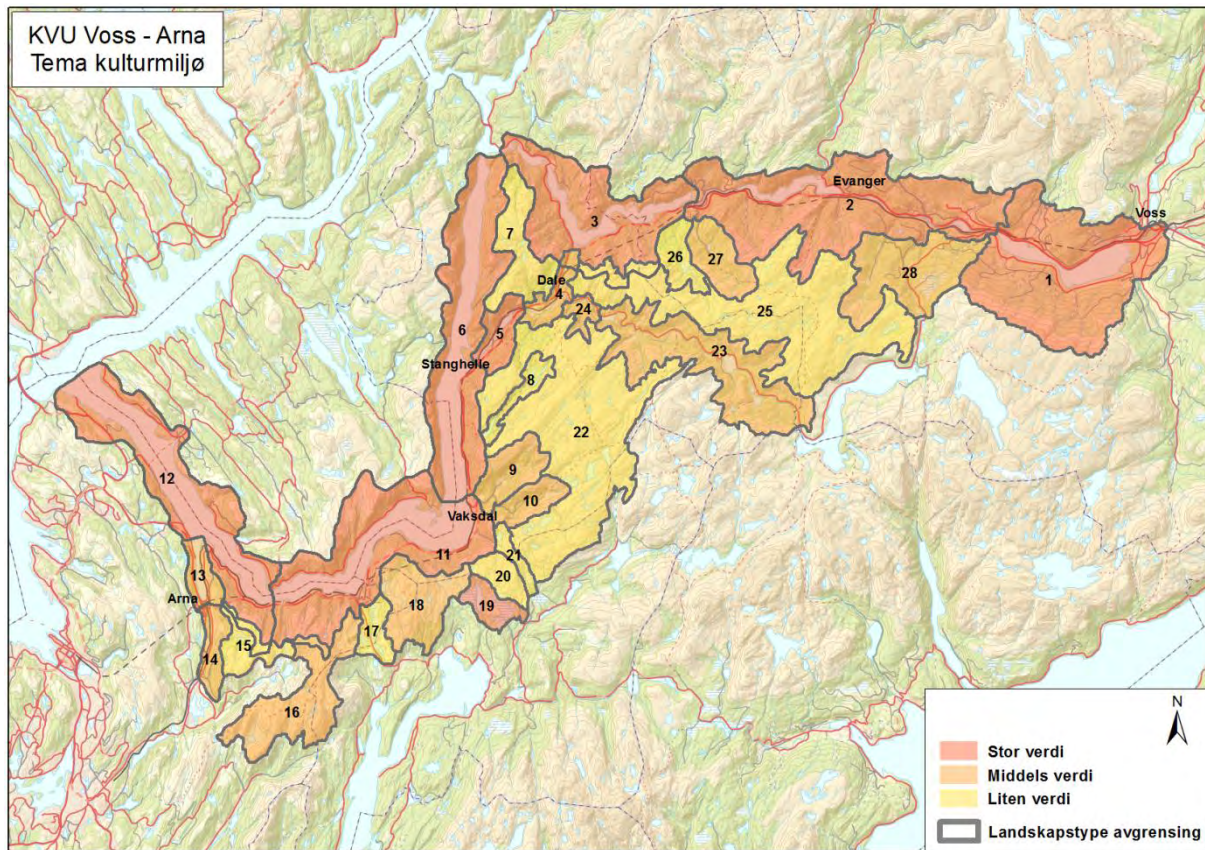 KVU Voss - Arna
Tema kulturmiljø
Evanger
3
2
Voss
7
26
27
28
1
Dale
4
24
25
6
5
23
Stanghelle
8
22
9
12
10
Vaksdal
11
21
13
20
Arna
18
19
17
15
14
16
N
Stor verdi
Middels verdi
Liten verdi
Landskapstype avgrensing